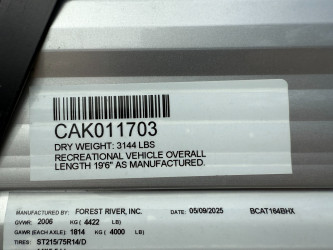 CAK011703
DRY WEIGHT: 3144 LBS
RECREATIONAL VEHICLE OVERALL
LENGTH 19'6" AS MANUFACTURED.
MANUFACTURED BY: FOREST RIVER, INC. DATE: 05/09/2025 BCAT164BHX
GVWR: 2006 KG ( 4422 LB)
GAWR (EACH AXLE): 1814 KG ( 4000 LB)
TIRES: ST215/75R14/D